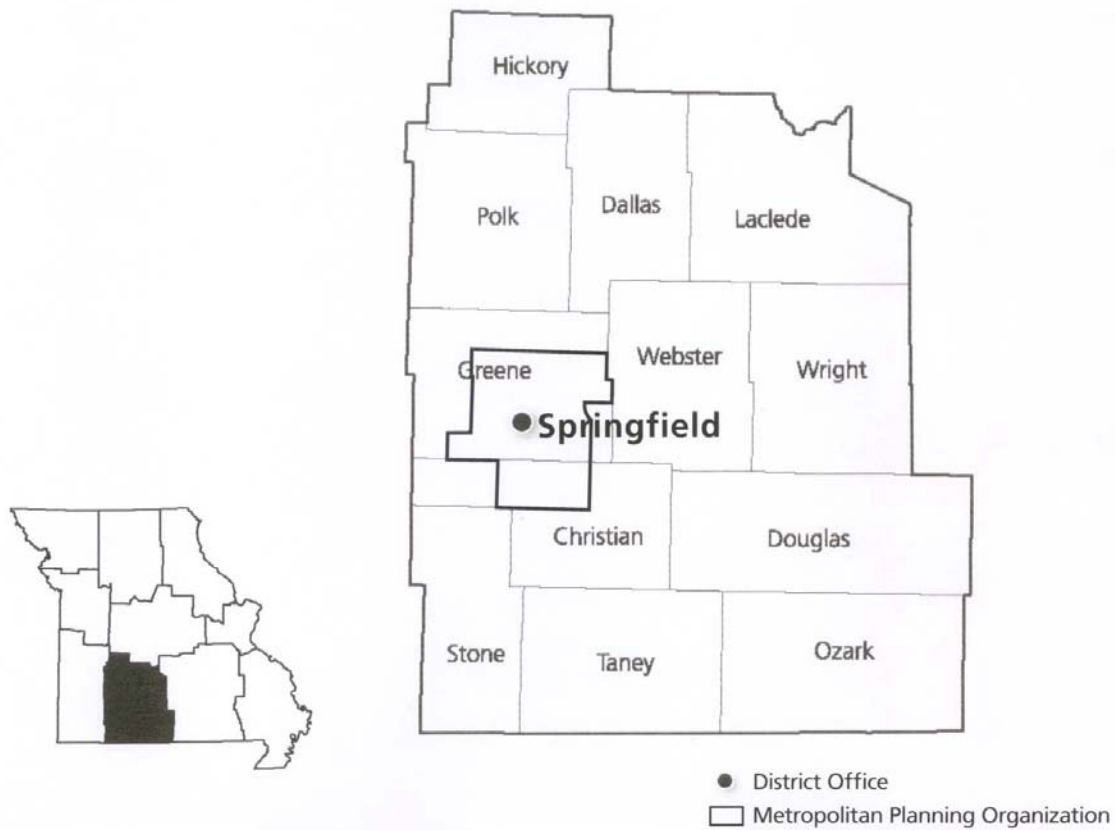 Hickory
Polk
Dallas
Laclede
Greene
Webster
Wright
Springfield
Christian
Douglas
Stone
Taney
Ozark
District Office
Metropolitan Planning Organization